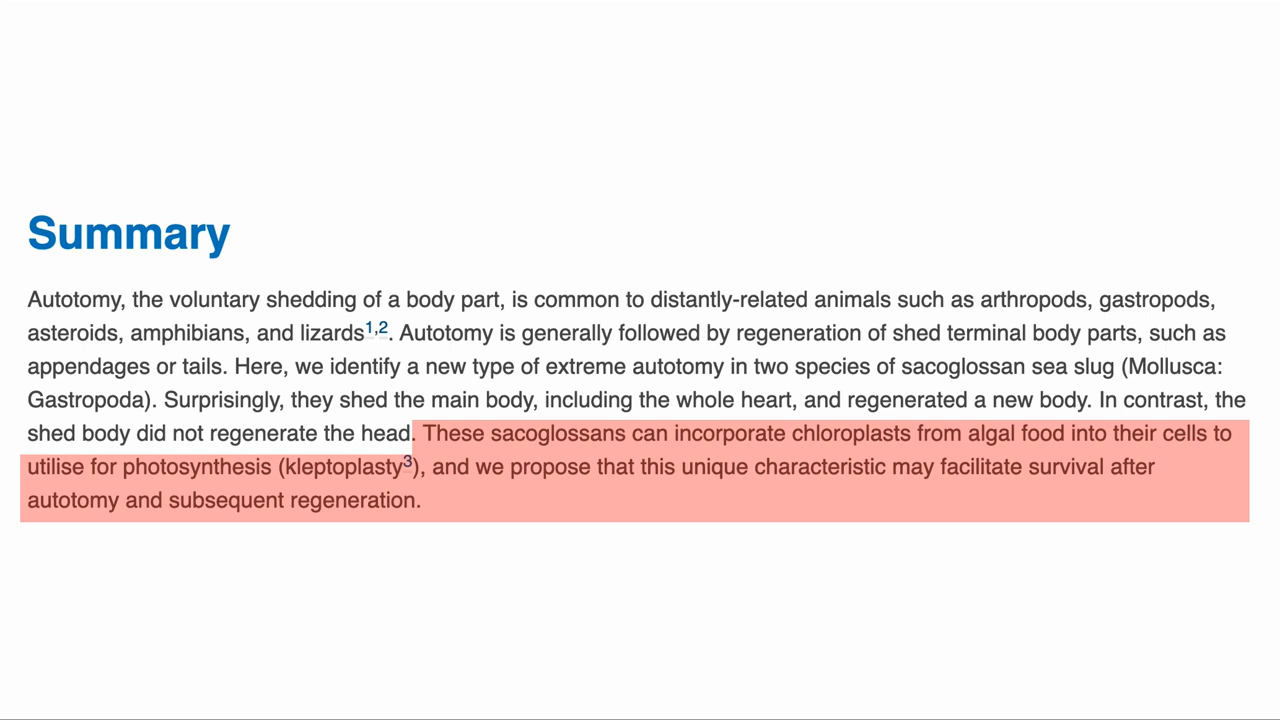 Summary
Autotomy, the voluntary shedding of a body part, is common to distantly-related animals such as arthropods, gastropods,
asteroids, amphibians, and lizards1,2. Autotomy is generally followed by regeneration of shed terminal body parts, such as
appendages or tails. Here, we identify a new type of extreme autotomy in two species of sacoglossan sea slug (Mollusca:
Gastropoda). Surprisingly, they shed the main body, including the whole heart, and regenerated a new body. In contrast, the
shed body did not regenerate the head. These sacoglossans can incorporate chloroplasts from algal food into their cells to
utilise for photosynthesis (kleptoplasty3), and we propose that this unique characteristic may facilitate survival after
autotomy and subsequent regeneration.